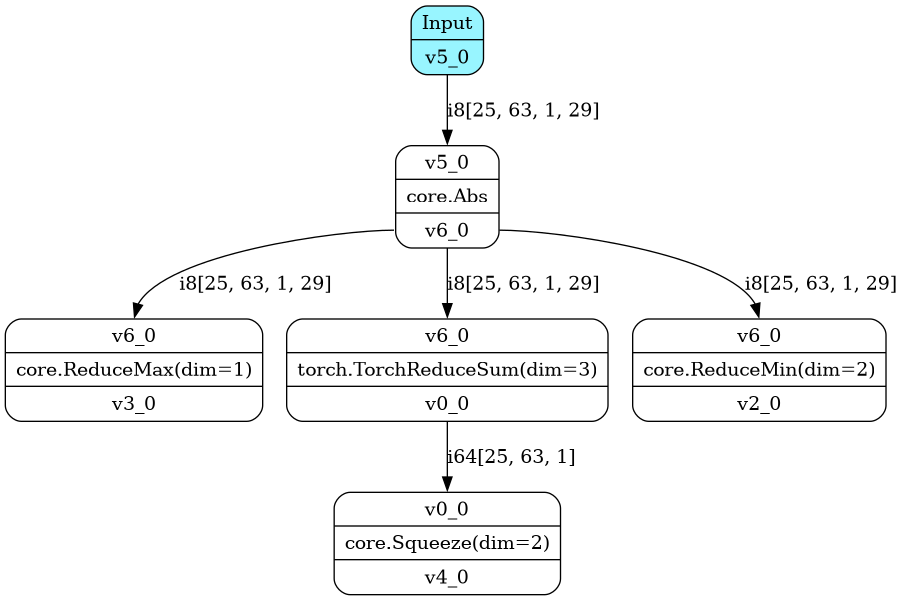 Input
v5_0
i8[25, 63, 1, 29]
v5_0
core.Abs
v6_0
i8[25, 63, 1, 29]
i8[25, 63, 1, 29]
i8[25, 63, 1, 29]
v6_0
core.ReduceMax(dim=1)
v3_0
v6_0
torch.TorchReduceSum(dim=3)
v0_0
v6_0
core.ReduceMin(dim=2)
v2_0
i64[25, 63, 1]
v0_0
core.Squeeze(dim=2)
v4_0